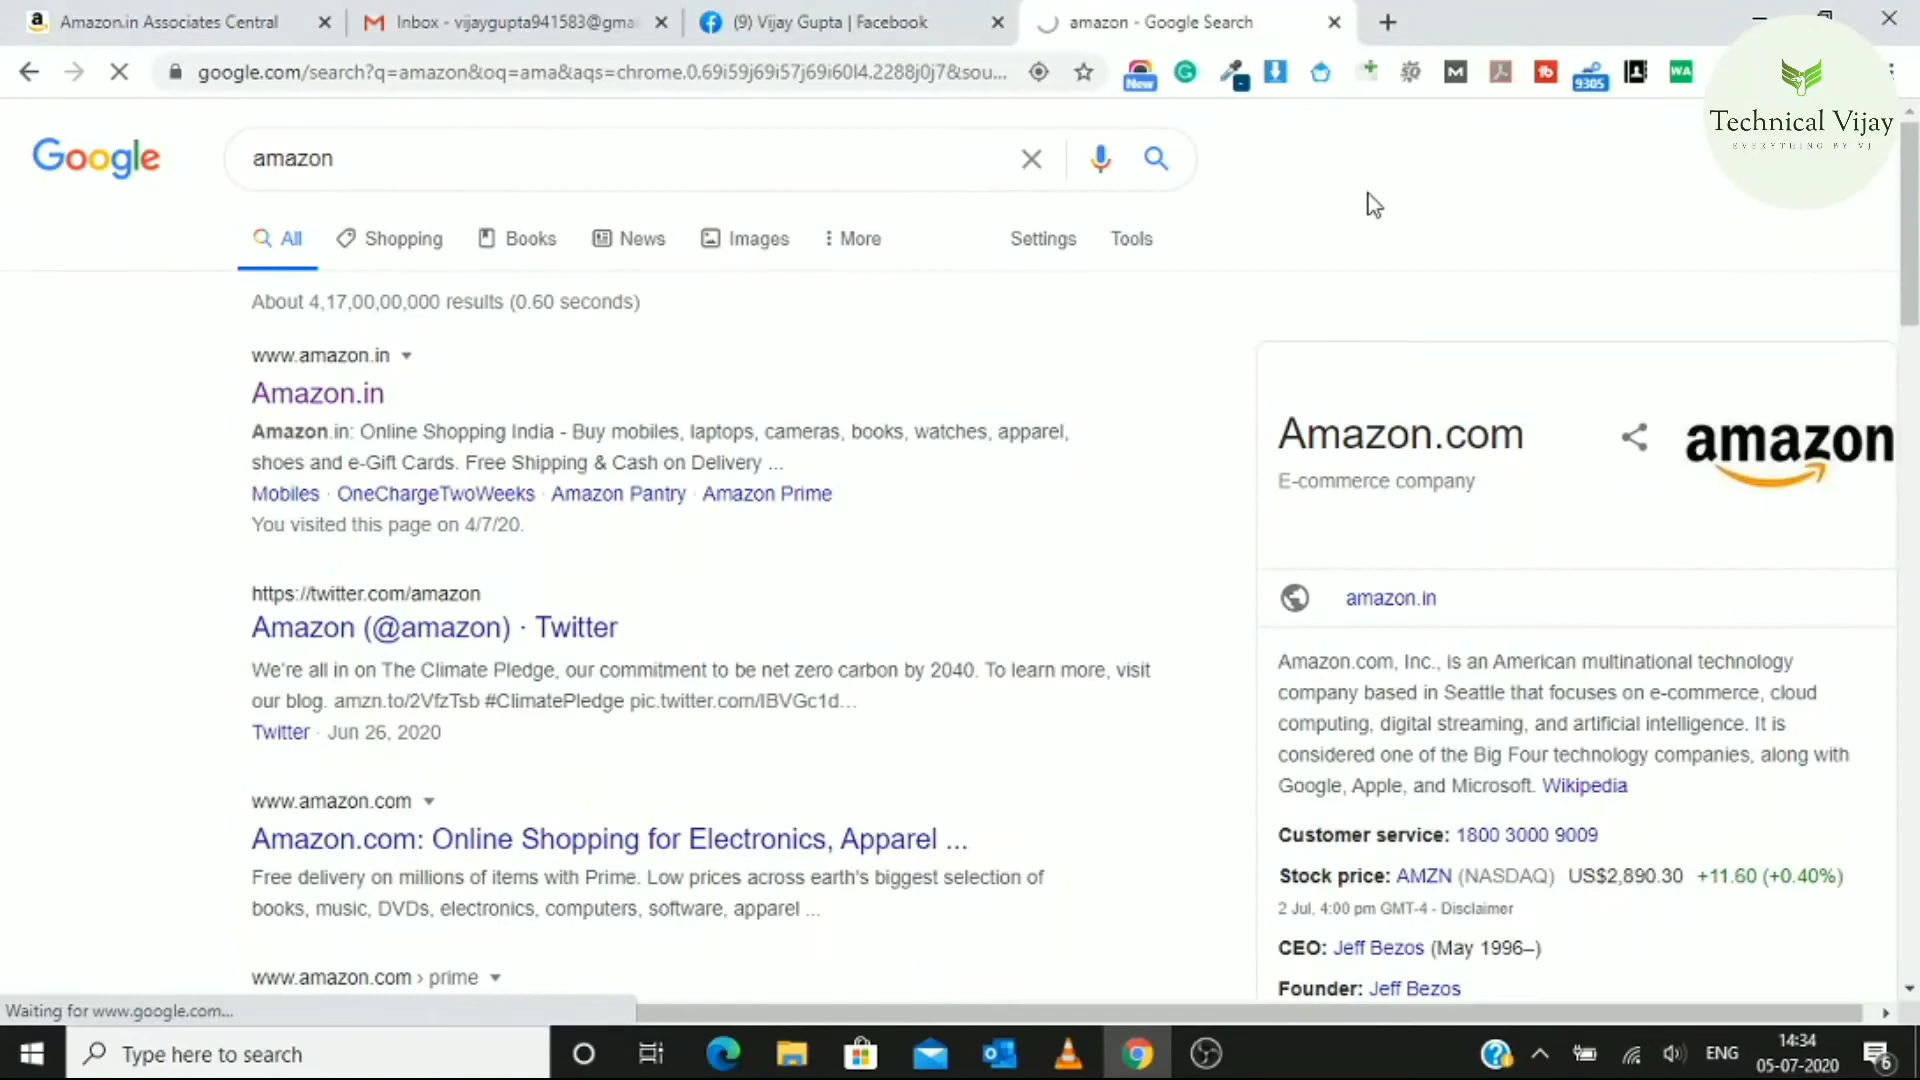 Amazon.in Associates Central
Inbox - vijaygupta941583@gma
(9) Vijay Gupta | Facebook
amazon - Google Search
google.com/search?q=amazon&oq=ama&aqs=chrome.0.69i59j69i57j69i60l4.2288j0j7&sou...
New
9305
WA
Technical Vijay
EVERYTHING BY VJ
Google
amazon
All
Shopping
Books
News
Images
More
Settings
Tools
About 4,17,00,00,000 results (0.60 seconds)
www.amazon.in
Amazon.in
Amazon.in: Online Shopping India - Buy mobiles, laptops, cameras, books, watches, apparel,
shoes and e-Gift Cards. Free Shipping & Cash on Delivery ...
Mobiles · OneChargeTwoWeeks · Amazon Pantry · Amazon Prime
You visited this page on 4/7/20.
https://twitter.com/amazon
Amazon (@amazon) · Twitter
We're all in on The Climate Pledge, our commitment to be net zero carbon by 2040. To learn more, visit
our blog. amzn.to/2VfzTsb #ClimatePledge pic.twitter.com/IBVGc1d...
Twitter · Jun 26, 2020
www.amazon.com
Amazon.com: Online Shopping for Electronics, Apparel ...
Free delivery on millions of items with Prime. Low prices across earth's biggest selection of
books, music, DVDs, electronics, computers, software, apparel ...
www.amazon.com › prime
Amazon.com
E-commerce company
amazon
amazon.in
Amazon.com, Inc., is an American multinational technology
company based in Seattle that focuses on e-commerce, cloud
computing, digital streaming, and artificial intelligence. It is
considered one of the Big Four technology companies, along with
Google, Apple, and Microsoft. Wikipedia
Customer service: 1800 3000 9009
Stock price: AMZN (NASDAQ) US$2,890.30 +11.60 (+0.40%)
2 Jul, 4:00 pm GMT-4 - Disclaimer
CEO: Jeff Bezos (May 1996–)
Founder: Jeff Bezos
Waiting for www.google.com...
Type here to search
ENG
14:34
05-07-2020
6